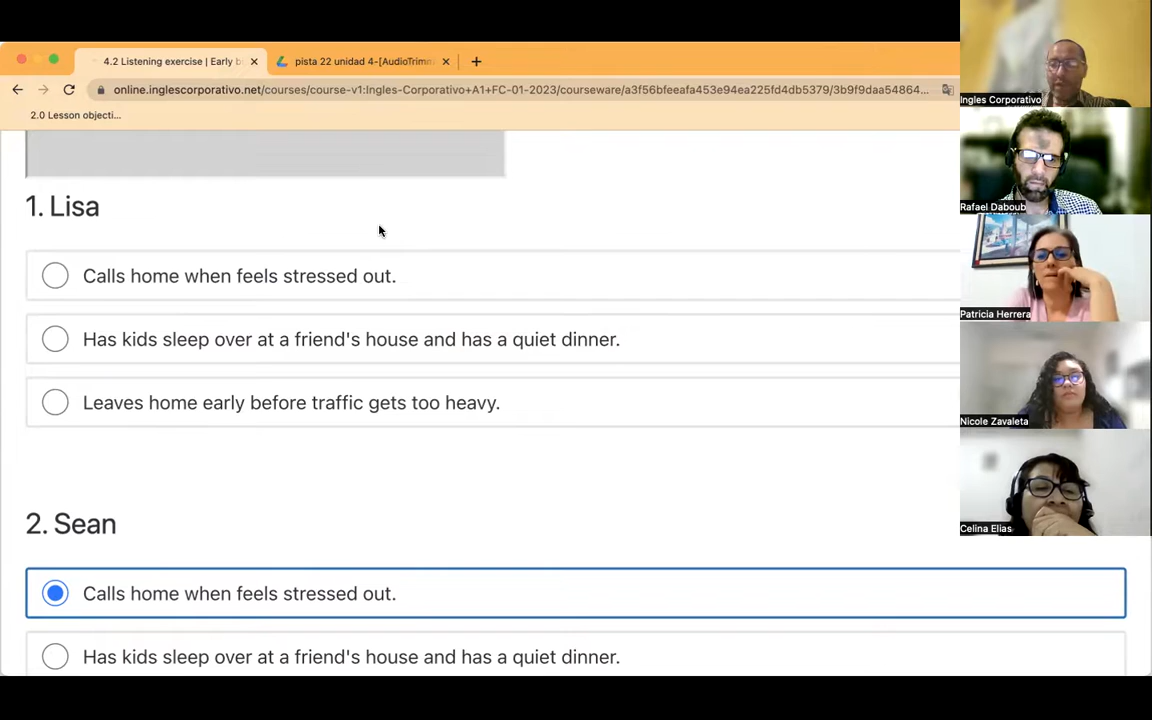 4.2 Listening exercise | Early b
pista 22 unidad 4-[AudioTrimm
online.inglescorporativo.net/courses/course-v1:Ingles-Corporativo+A1+FC-01-2023/courseware/a3f56bfeeafa453e94ea225fd4db5379/3b9f9daa54864...
2.0 Lesson objecti...
1. Lisa
Calls home when feels stressed out.
Has kids sleep over at a friend's house and has a quiet dinner.
Leaves home early before traffic gets too heavy.
2. Sean
Calls home when feels stressed out.
Has kids sleep over at a friend's house and has a quiet dinner.
Ingles Corporativo
Rafael Daboub
Patricia Herrera
Nicole Zavaleta
Celina Elias